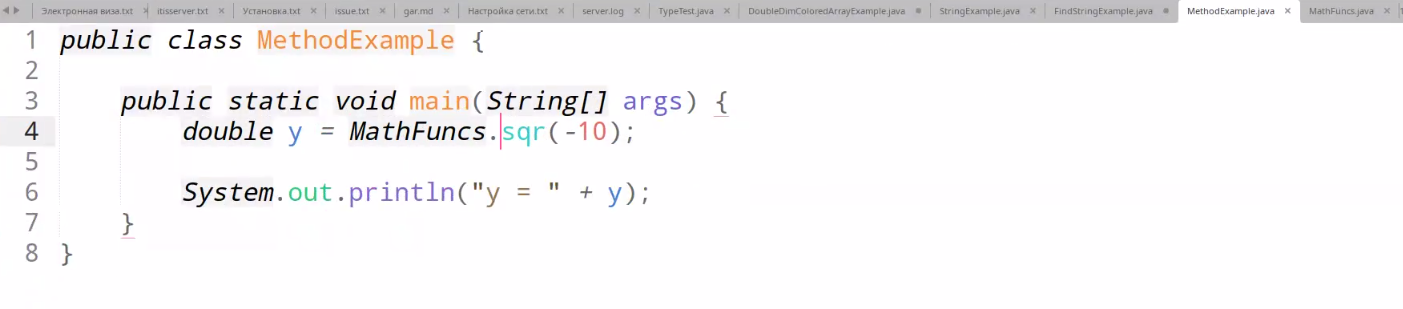 Электронная виза.txt itisserver.txt Установка.txt issue.txt gar.md Настройка сети.txt server.log TypeTest.java DoubleDimColoredArrayExample.java StringExample.java FindStringExample.java MethodExample.java MathFuncs.java
1 public class MethodExample {
2
3 public static void main(String[] args) {
4 double y = MathFuncs.sqr(-10);
5
6 System.out.println("y = " + y);
7 }
8 }